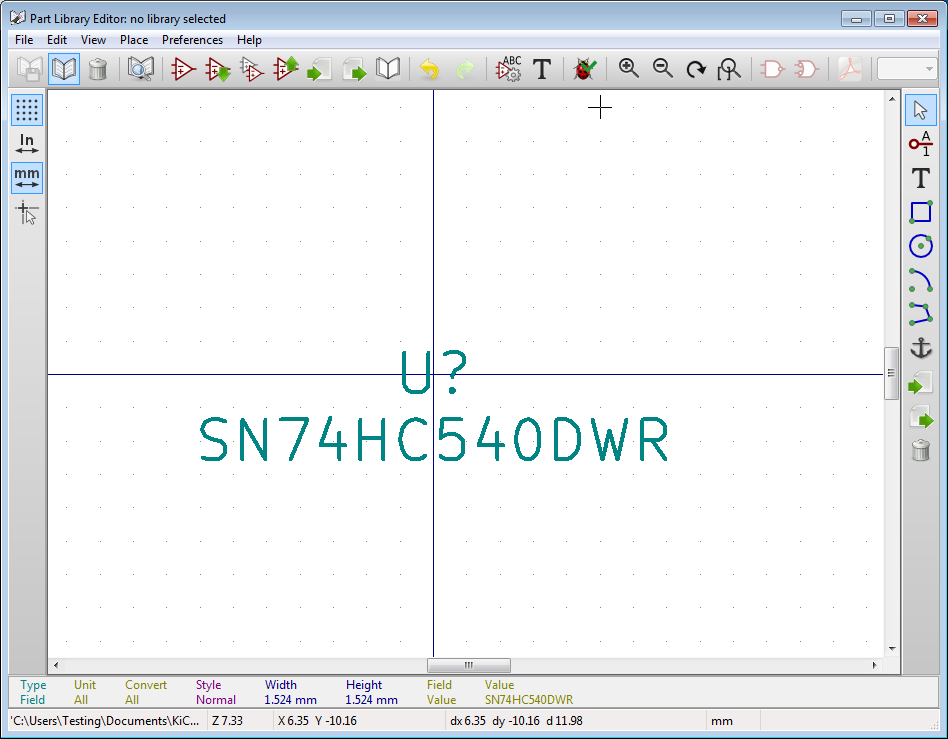 Part Library Editor: no library selected
File Edit View Place Preferences Help
ABC
T
In
mm
A
1
T
U?
SN74HC540DWR
Type Unit Convert Style Width Height Field Value
Field All All Normal 1.524 mm 1.524 mm Value SN74HC540DWR
'C:\Users\Testing\Documents\KiC... Z 7.33 X 6.35 Y -10.16 dx 6.35 dy -10.16 d 11.98 mm